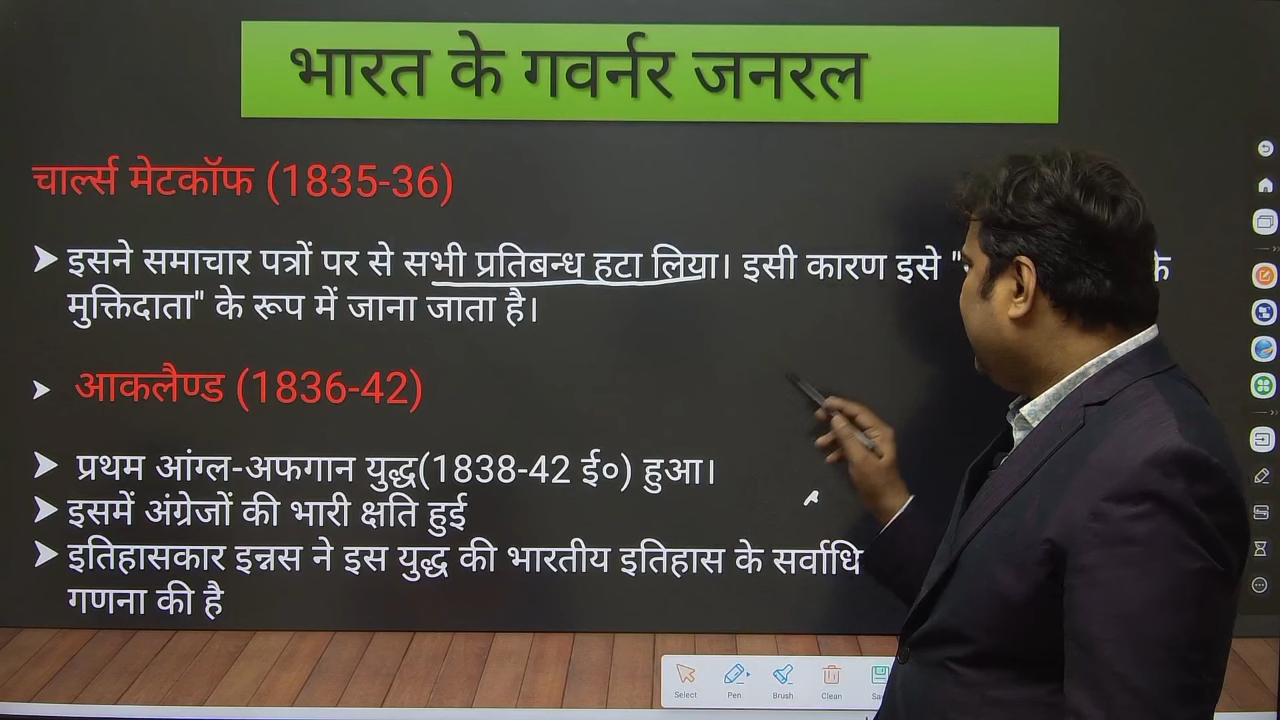 भारत के गवर्नर जनरल
चार्ल्स मेटकॉफ (1835-36)
इसने समाचार पत्रों पर से सभी प्रतिबन्ध हटा लिया। इसी कारण इसे " के
मुक्तिदाता" के रूप में जाना जाता है।
आकलैण्ड (1836-42)
प्रथम आंग्ल-अफगान युद्ध(1838-42 ई०) हुआ।
इसमें अंग्रेजों की भारी क्षति हुई
इतिहासकार इन्नस ने इस युद्ध की भारतीय इतिहास के
गणना की है
Select Pen Brush Clean